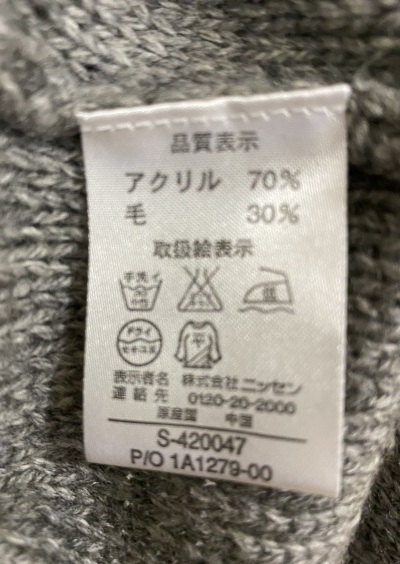 品質表示
アクリル 70%
毛 30%
取扱絵表示
手洗イ
中性
低
ドライ
セキユ系
平
表示者名 株式会社ニッセン
連絡先 0120-20-2000
原産国 中国
S-420047
P/O 1A1279-00